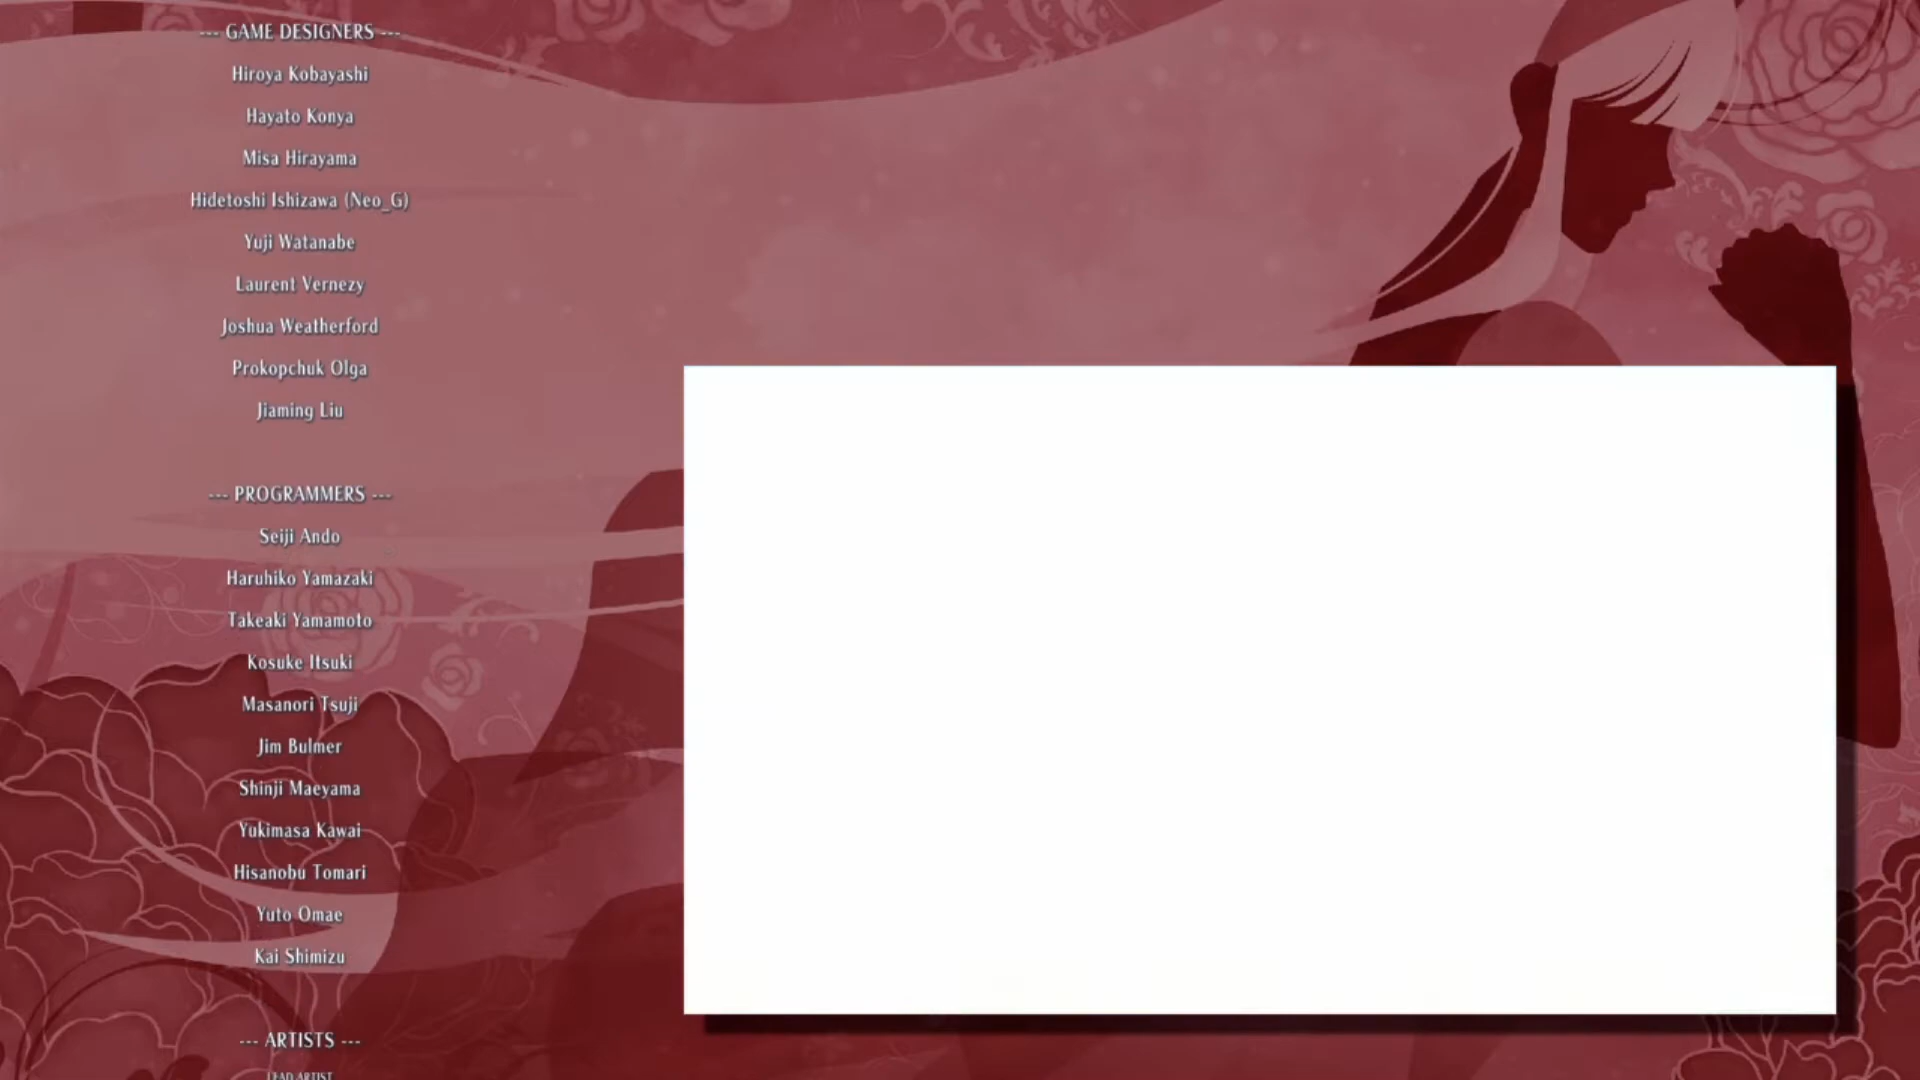 --- GAME DESIGNERS ---
Hiroya Kobayashi
Hayato Konya
Misa Hirayama
Hidetoshi Ishizawa (Neo_G)
Yuji Watanabe
Laurent Vernezy
Joshua Weatherford
Prokopchuk Olga
Jiaming Liu
--- PROGRAMMERS ---
Seiji Ando
Haruhiko Yamazaki
Takeaki Yamamoto
Kosuke Itsuki
Masanori Tsuji
Jim Bulmer
Shinji Maeyama
Yukimasa Kawai
Hisanobu Tomari
Yuto Omae
Kai Shimizu
--- ARTISTS ---
LEAD ARTIST